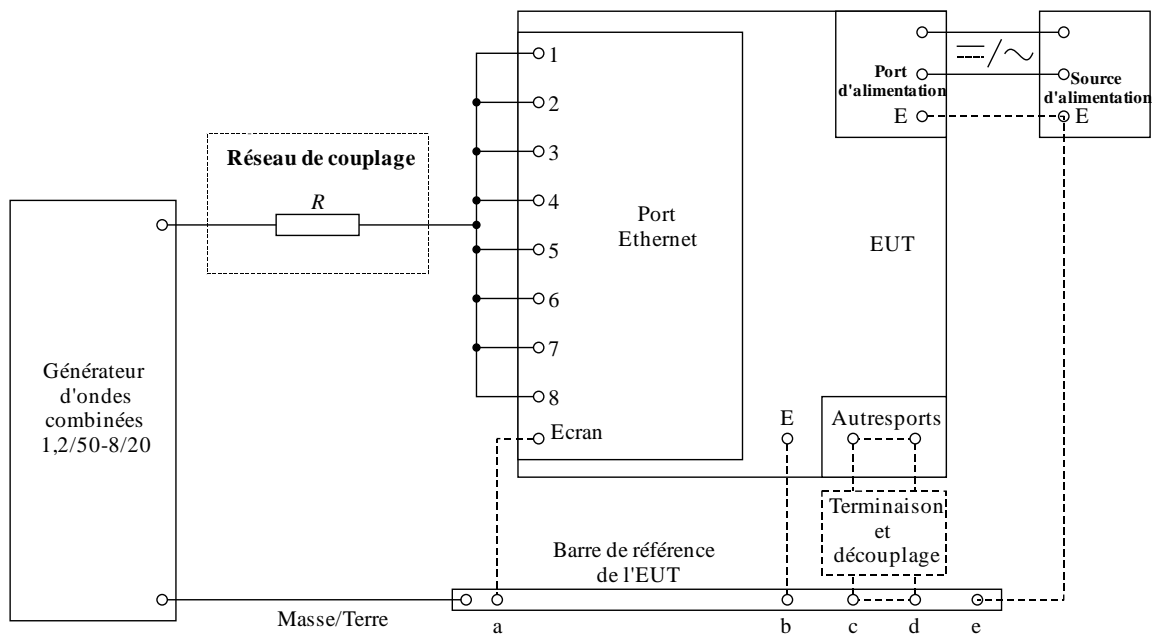 Réseau de couplage
R
Générateur
d'ondes
combinées
1,2/50-8/20
1
2
3
4
5
6
7
8
Ecran
Port
Ethernet
EUT
Port
d'alimentation
E
Source
d'alimentation
E
E
Autresports
Terminaison
et
découplage
Barre de référence
de l'EUT
Masse/Terre
a
b
c
d
e